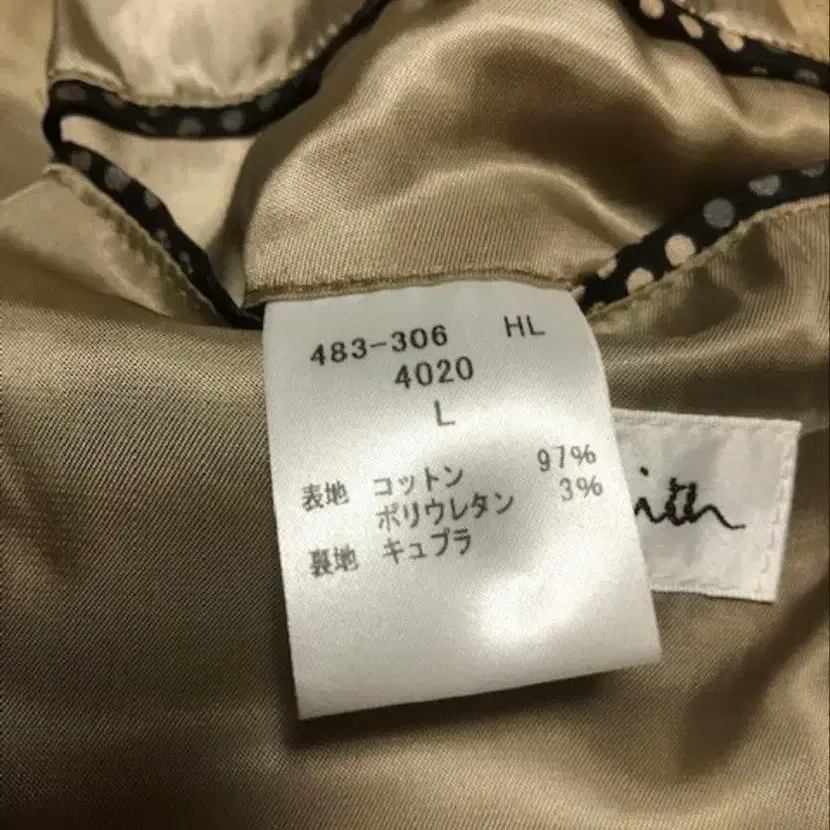 483-306 HL
4020
L
表地 コットン 97%
ポリウレタン 3%
裏地 キュプラ